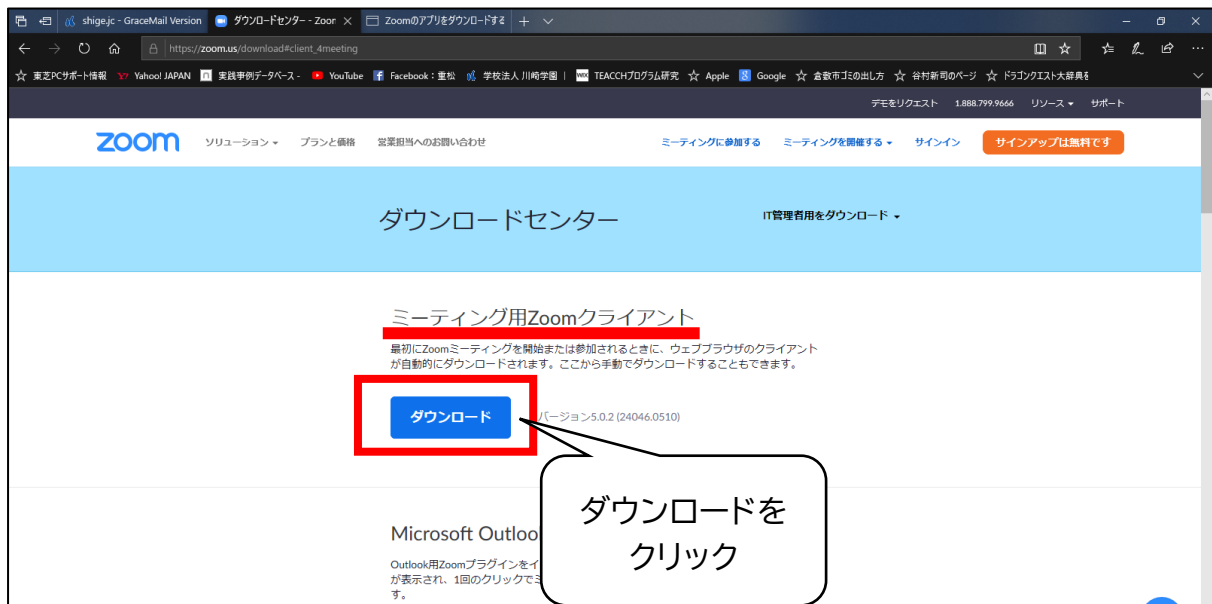 shige.jc - GraceMail Version
ダウンロードセンター - Zoor
Zoomのアプリをダウンロードする
https://zoom.us/download#client_4meeting
東芝PCサポート情報
Yahoo! JAPAN
実践事例データベース -
YouTube
Facebook：重松
学校法人 川崎学園 |
TEACCHプログラム研究
Apple
Google
倉敷市ゴミの出し方
谷村新司のページ
ドラゴンクエスト大辞典を
デモをリクエスト 1.888.799.9666 リソース サポート
zoom ソリューション プランと価格 営業担当へのお問い合わせ ミーティングに参加する ミーティングを開催する サインイン サインアップは無料です
ダウンロードセンター
IT管理者用をダウンロード
ミーティング用Zoomクライアント
最初にZoomミーティングを開始または参加されるときに、ウェブブラウザのクライアント
が自動的にダウンロードされます。ここから手動でダウンロードすることもできます。
ダウンロード
バージョン5.0.2 (24046.0510)
ダウンロードを
クリック
Microsoft Outloo
Outlook用Zoomプラグインをイ
が表示され、1回のクリックでミ
す。